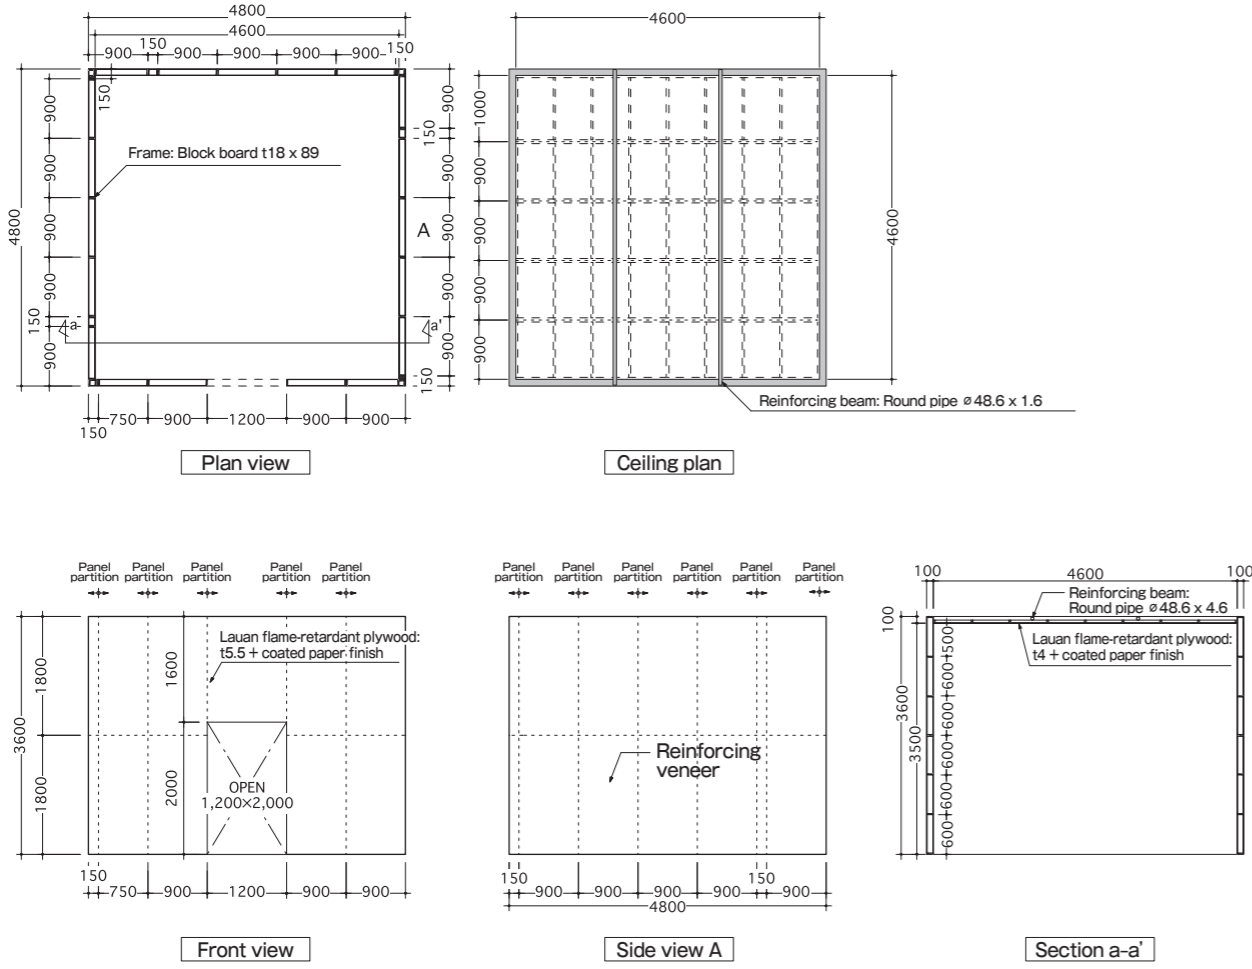 4800
4600
150
150
900
900
900
900
900
150
900
900
900
900
150
900
4800
Frame: Block board t18 x 89
900
150
900
900
900
900
150
A
a
a'
750
900
1200
900
900
150
Plan view
4600
1000
900
900
900
900
4600
Reinforcing beam: Round pipe ø48.6 x 1.6
Ceiling plan
Panel
partition
Panel
partition
Panel
partition
Panel
partition
Panel
partition
Lauan flame-retardant plywood:
t5.5 + coated paper finish
3600
1800
1800
1600
2000
OPEN
1,200×2,000
150
750
900
1200
900
900
Front view
Panel
partition
Panel
partition
Panel
partition
Panel
partition
Panel
partition
Panel
partition
Reinforcing
veneer
150
900
900
900
900
150
900
4800
Side view A
100
4600
100
Reinforcing beam:
Round pipe ø48.6 x 4.6
Lauan flame-retardant plywood:
t4 + coated paper finish
100
3600
3500
500
600
600
600
600
600
Section a-a'